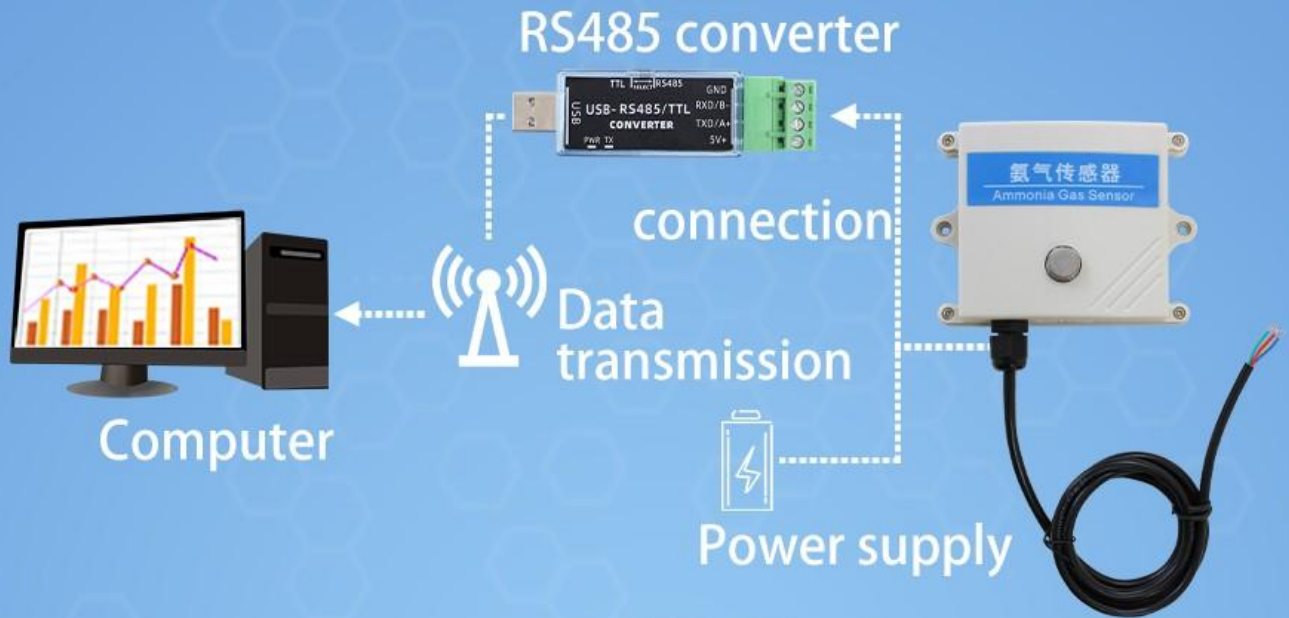 RS485 converter
TTL SELECT RS485
GND
USB
USB-RS485/TTL
RXD/B-
CONVERTER
TXD/A+
PWR TX
5V+
氨气传感器
Ammonia Gas Sensor
connection
Data
transmission
Computer
Power supply